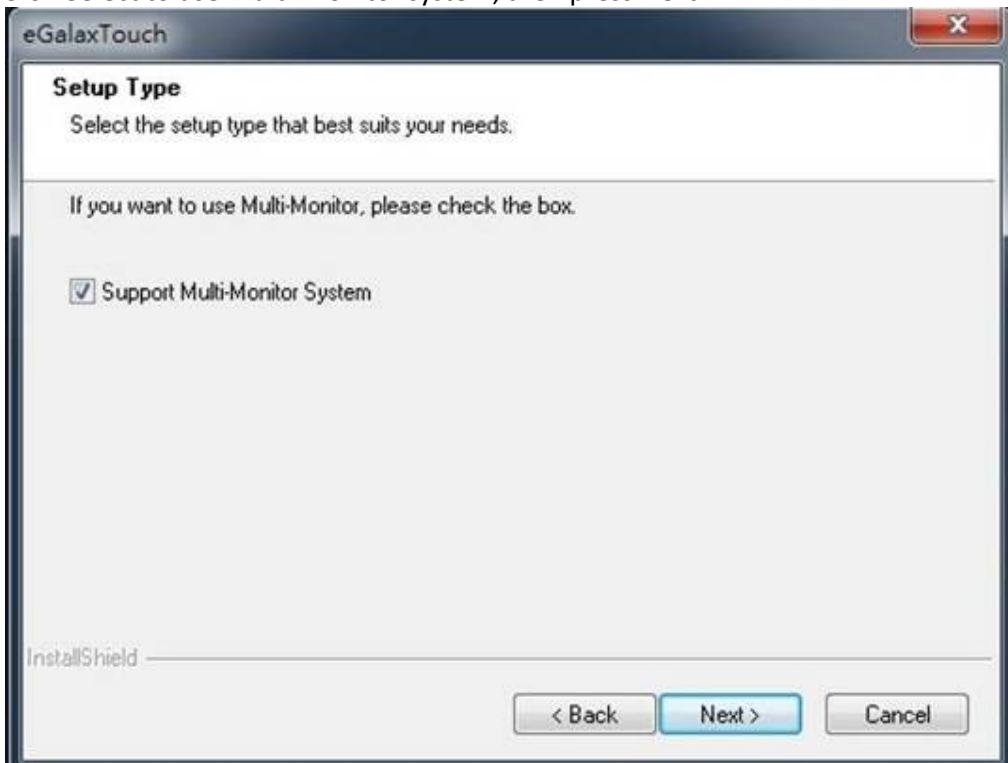 eGalaxTouch
Setup Type
Select the setup type that best suits your needs.
If you want to use Multi-Monitor, please check the box.
Support Multi-Monitor System
InstallShield
< Back Next > Cancel